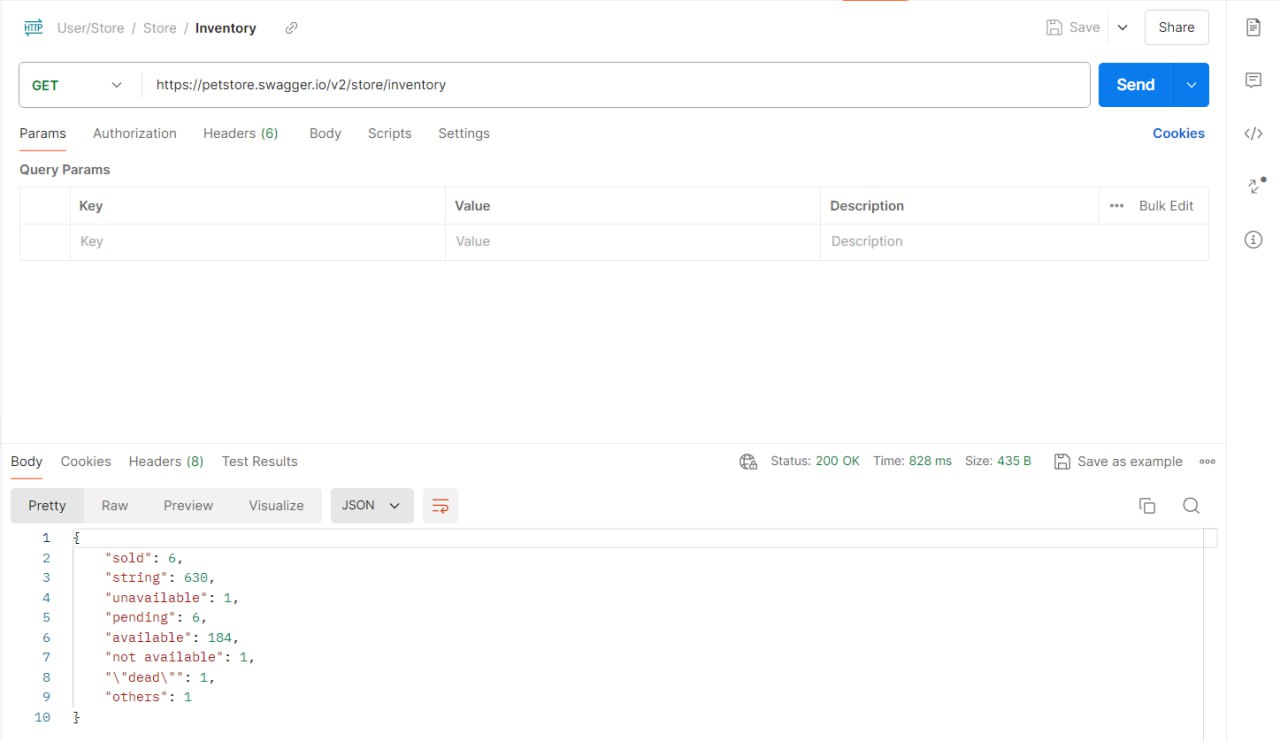 HTTP User/Store / Store / Inventory Save Share
GET https://petstore.swagger.io/v2/store/inventory Send
Params Authorization Headers (6) Body Scripts Settings Cookies
Query Params
Key Value Description ••• Bulk Edit
Key Value Description
Body Cookies Headers (8) Test Results Status: 200 OK Time: 828 ms Size: 435 B Save as example
Pretty Raw Preview Visualize JSON
1 {
2 "sold": 6,
3 "string": 630,
4 "unavailable": 1,
5 "pending": 6,
6 "available": 184,
7 "not available": 1,
8 "\"dead\"": 1,
9 "others": 1
10 }